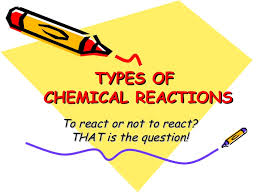 TYPES OF
CHEMICAL REACTIONS
To react or not to react?
THAT is the question!